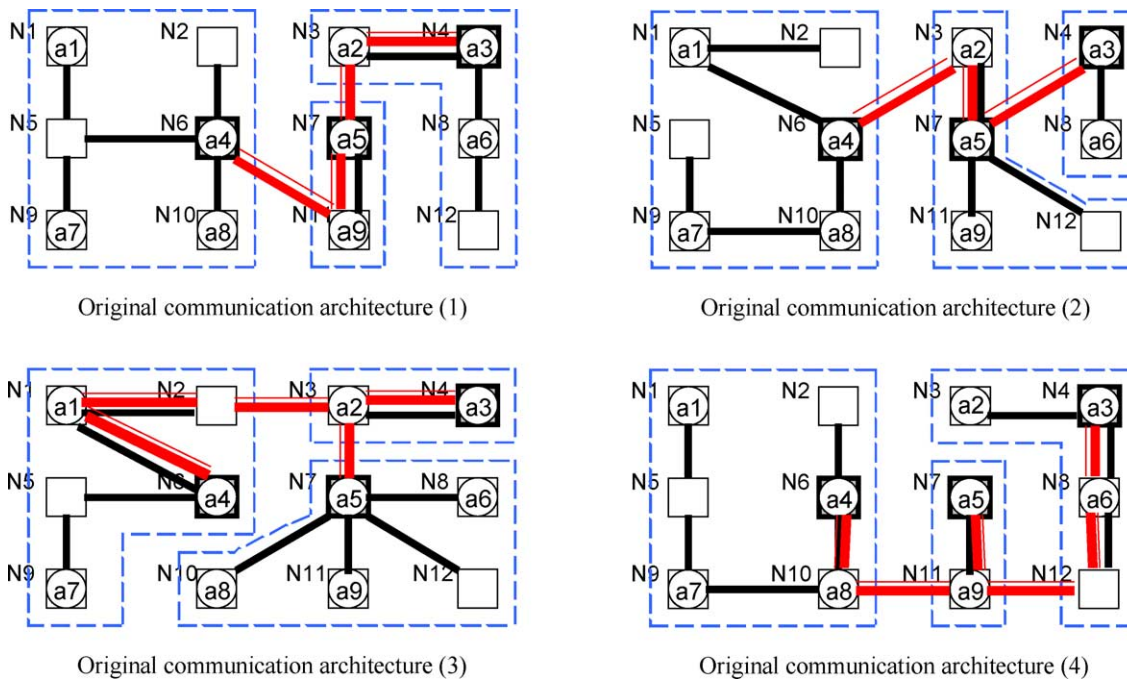 N1 N2 N3 N4
a1 a2 a3
N5 N6 N7 N8
a4 a5 a6
N9 N10 N11 N12
a7 a8 a9
Original communication architecture (1)
N1 N2 N3 N4
a1 a2 a3
N5 N6 N7 N8
a4 a5 a6
N9 N10 N11 N12
a7 a8 a9
Original communication architecture (2)
N1 N2 N3 N4
a1 a2 a3
N5 N6 N7 N8
a4 a5 a6
N9 N10 N11 N12
a7 a8 a9
Original communication architecture (3)
N1 N2 N3 N4
a1 a2 a3
N5 N6 N7 N8
a4 a5 a6
N9 N10 N11 N12
a7 a8 a9
Original communication architecture (4)